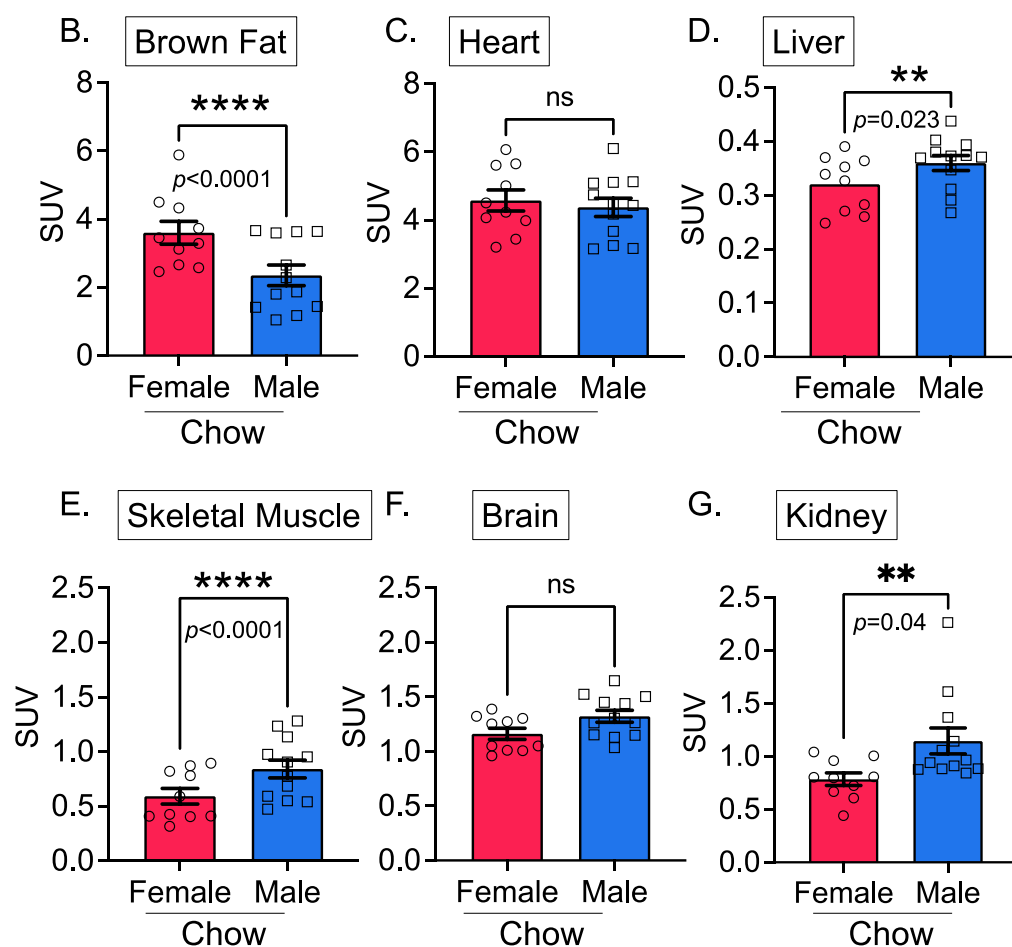 B. Brown Fat
SUV
8
6
4
2
0
****
p<0.0001
Female Male
Chow
C. Heart
SUV
8
6
4
2
0
ns
Female Male
Chow
D. Liver
SUV
0.5
0.4
0.3
0.2
0.1
0.0
**
p=0.023
Female Male
Chow
E. Skeletal Muscle
SUV
2.5
2.0
1.5
1.0
0.5
0.0
****
p<0.0001
Female Male
Chow
F. Brain
SUV
2.5
2.0
1.5
1.0
0.5
0.0
ns
Female Male
Chow
G. Kidney
SUV
2.5
2.0
1.5
1.0
0.5
0.0
**
p=0.04
Female Male
Chow